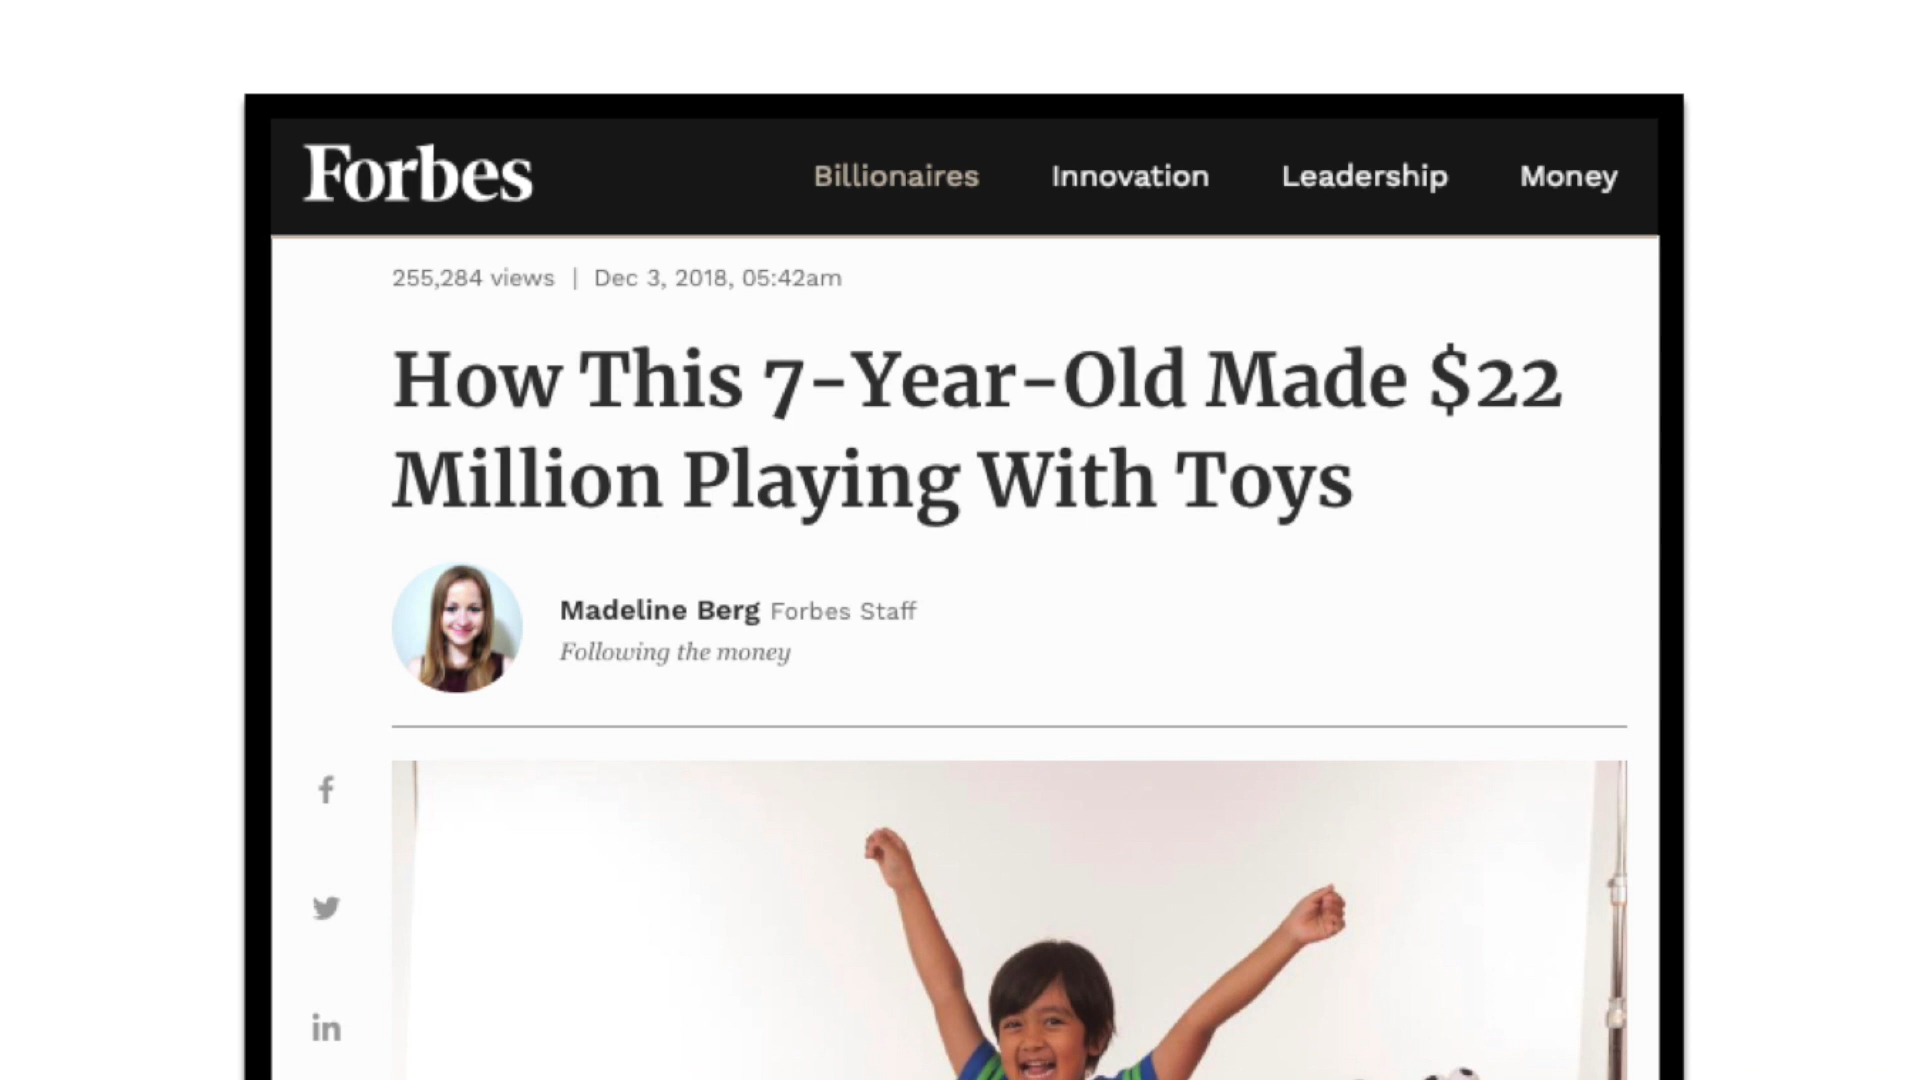 Forbes
Billionaires Innovation Leadership Money
255,284 views | Dec 3, 2018, 05:42am
How This 7-Year-Old Made $22
Million Playing With Toys
Madeline Berg Forbes Staff
Following the money
f
in